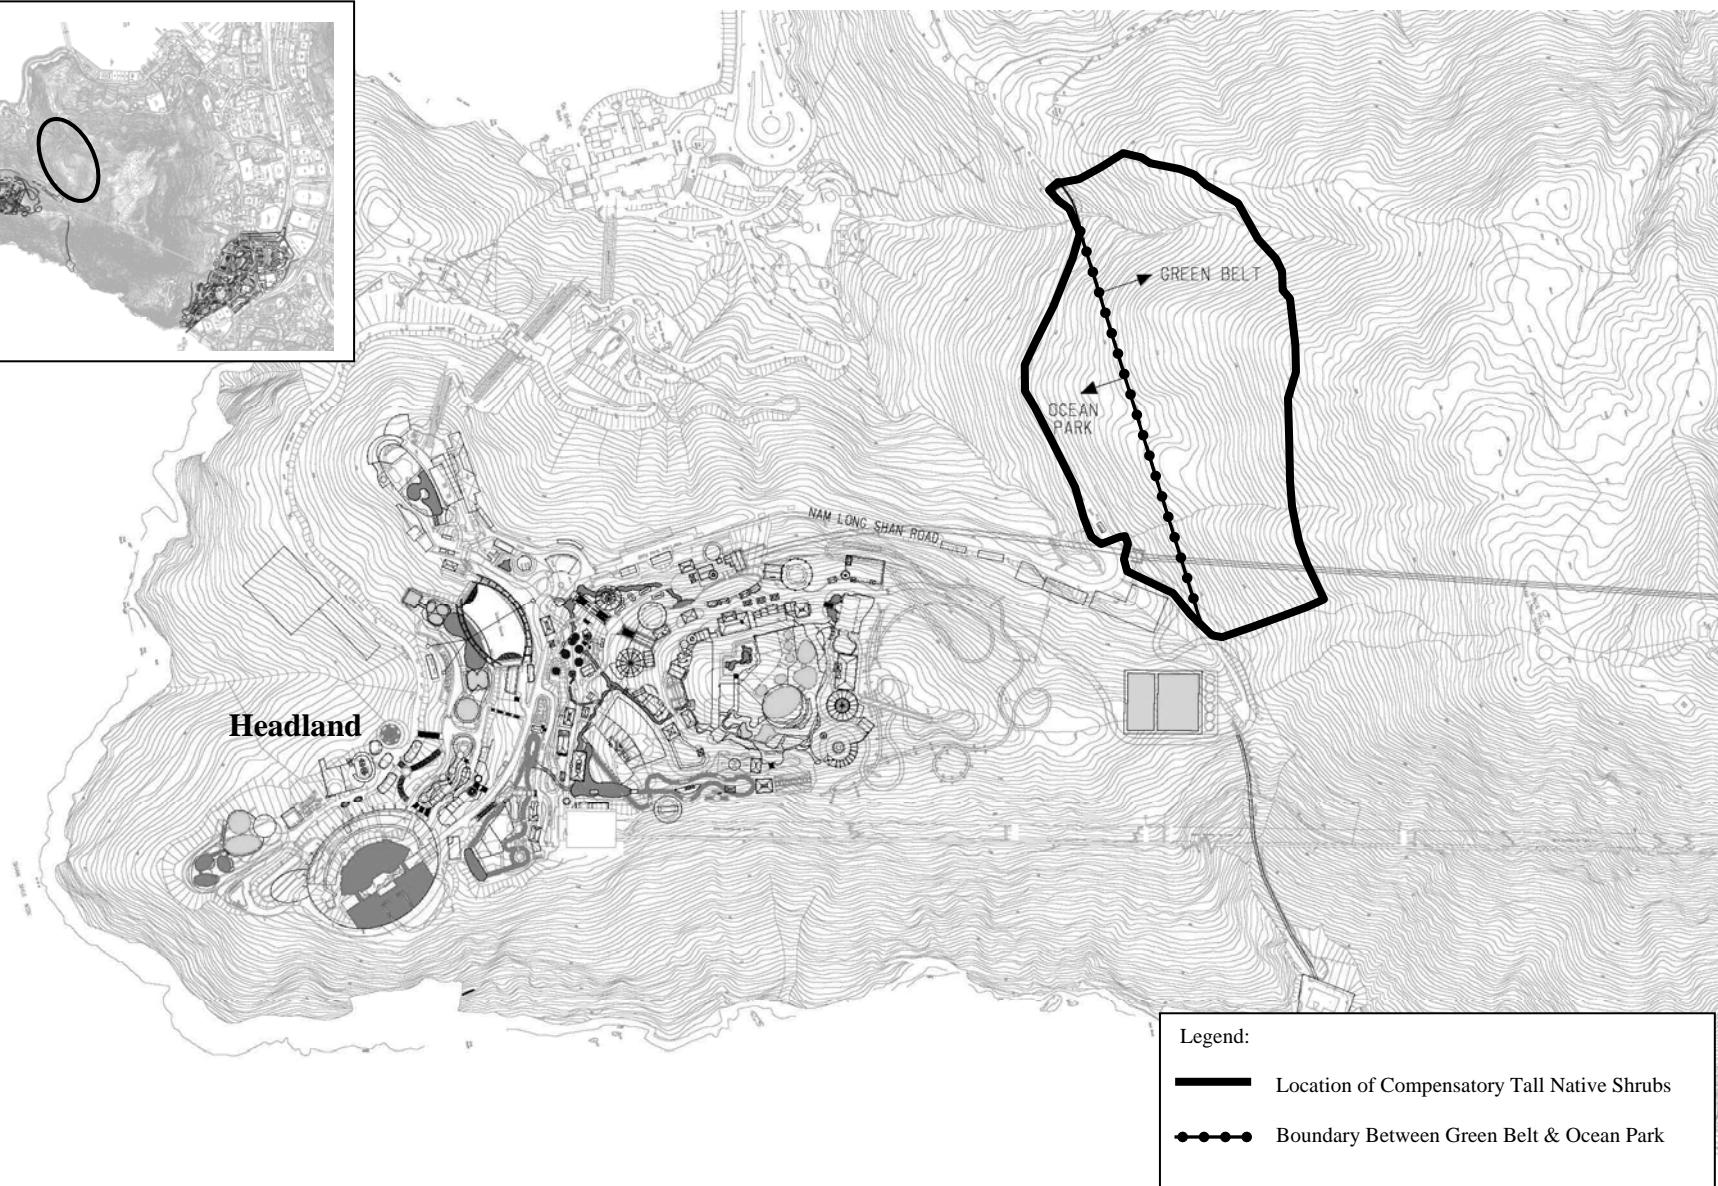 GREEN BELT
OCEAN
PARK
NAM LONG SHAN ROAD
Headland
Legend:
Location of Compensatory Tall Native Shrubs
Boundary Between Green Belt & Ocean Park